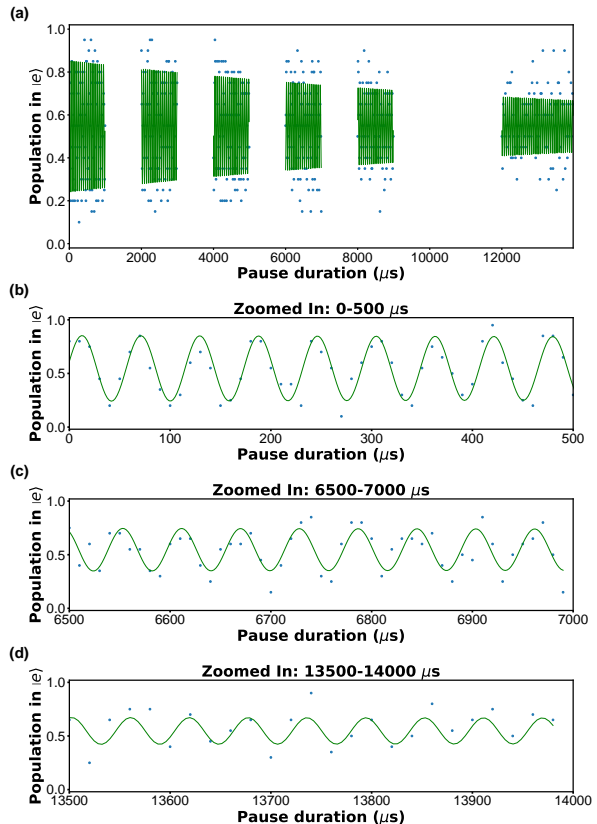 (a)
1.0
0.8
0.6
0.4
0.2
0.0
Population in |e⟩
0 2000 4000 6000 8000 10000 12000
Pause duration (μs)
(b)
Zoomed In: 0-500 μs
1.0
0.5
0.0
Population in |e⟩
0 100 200 300 400 500
Pause duration (μs)
(c)
Zoomed In: 6500-7000 μs
1.0
0.5
0.0
Population in |e⟩
6500 6600 6700 6800 6900 7000
Pause duration (μs)
(d)
Zoomed In: 13500-14000 μs
1.0
0.5
0.0
Population in |e⟩
13500 13600 13700 13800 13900 14000
Pause duration (μs)